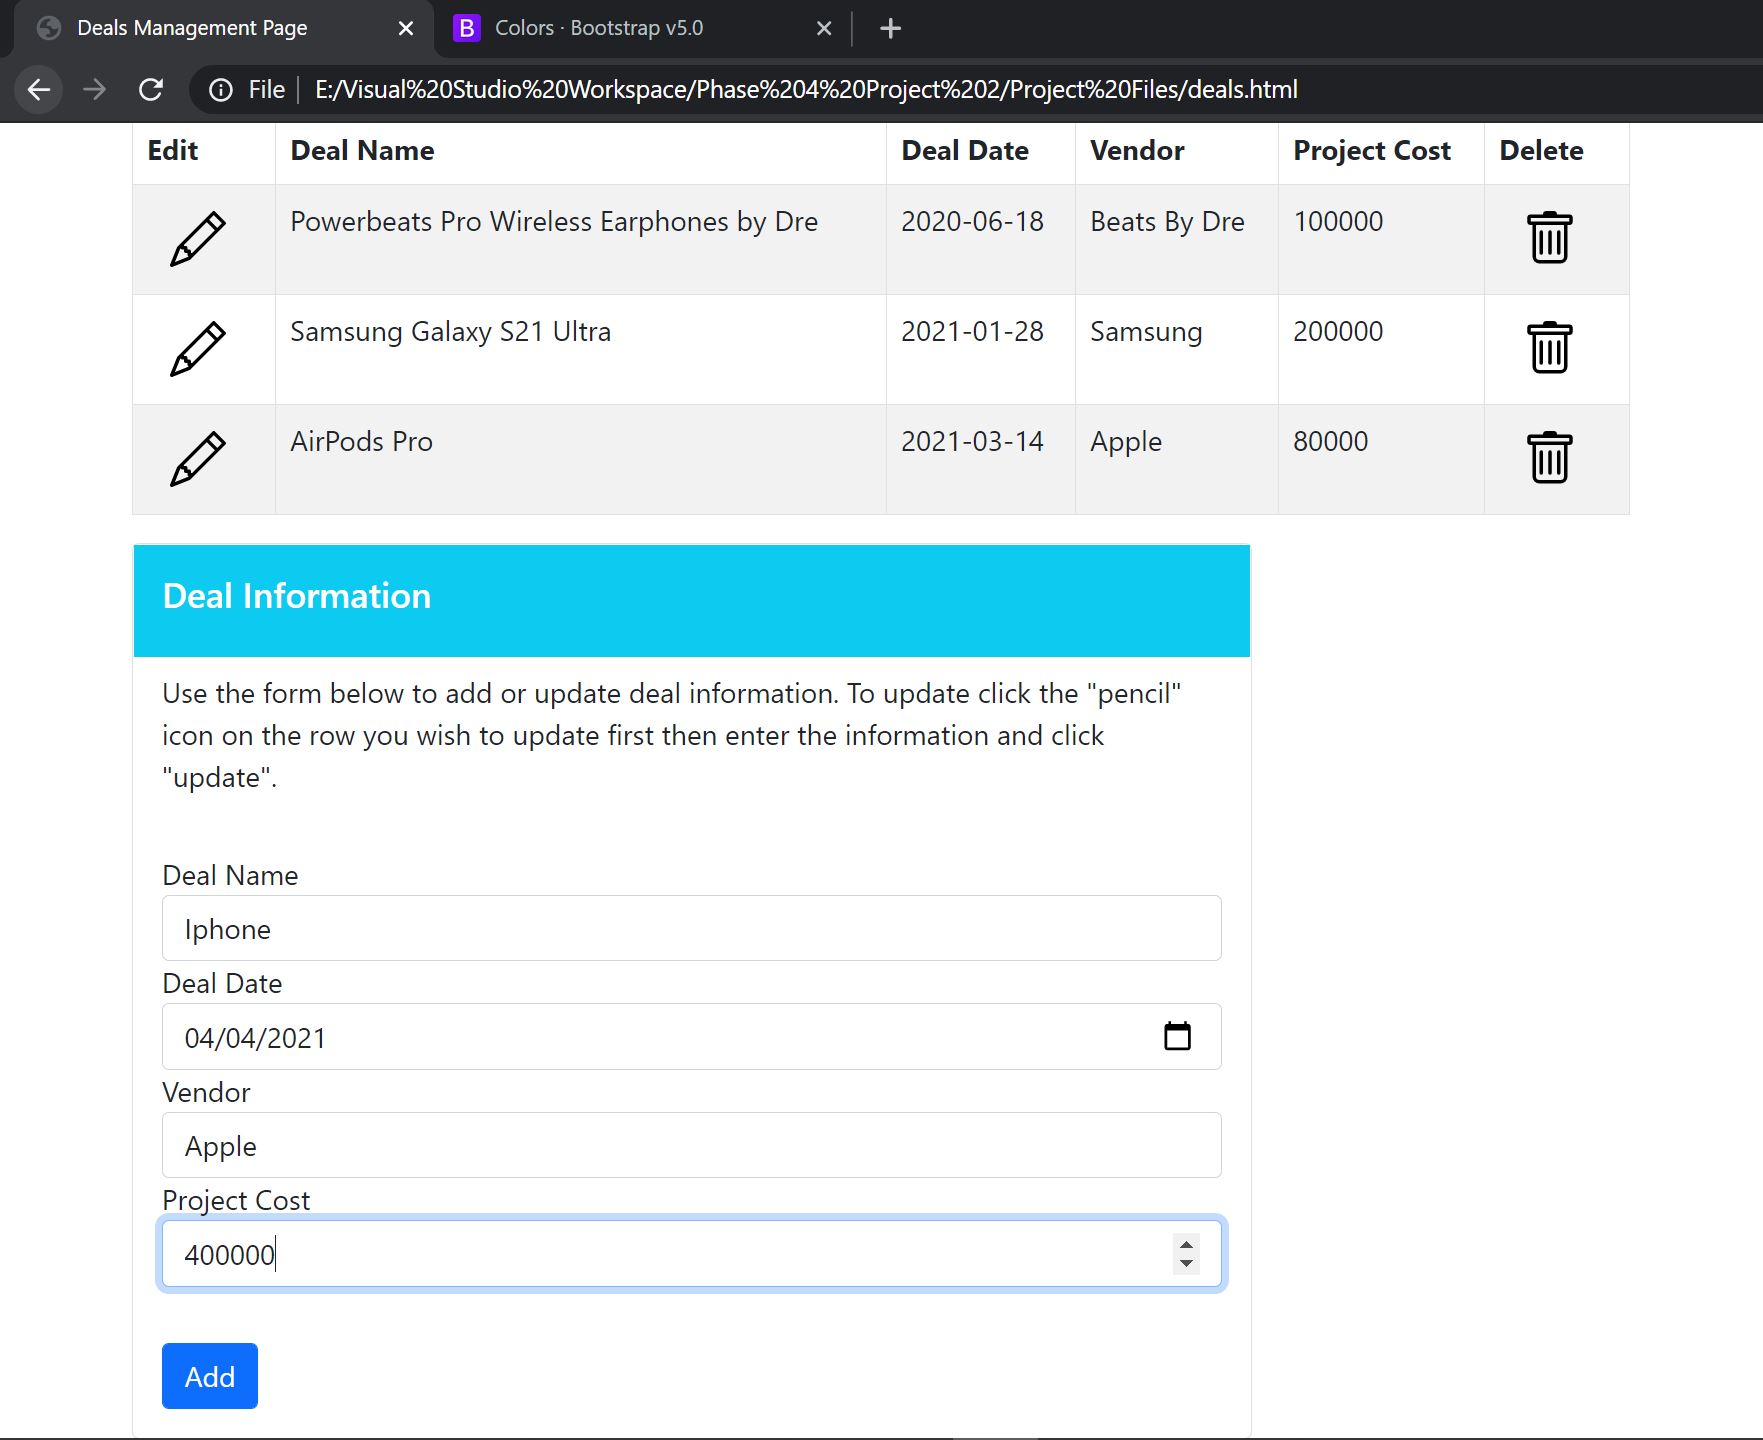 Deals Management Page
B Colors · Bootstrap v5.0
File E:/Visual%20Studio%20Workspace/Phase%204%20Project%202/Project%20Files/deals.html
Edit Deal Name Deal Date Vendor Project Cost Delete
Powerbeats Pro Wireless Earphones by Dre 2020-06-18 Beats By Dre 100000
Samsung Galaxy S21 Ultra 2021-01-28 Samsung 200000
AirPods Pro 2021-03-14 Apple 80000
Deal Information
Use the form below to add or update deal information. To update click the "pencil"
icon on the row you wish to update first then enter the information and click
"update".
Deal Name
Iphone
Deal Date
04/04/2021
Vendor
Apple
Project Cost
400000
Add